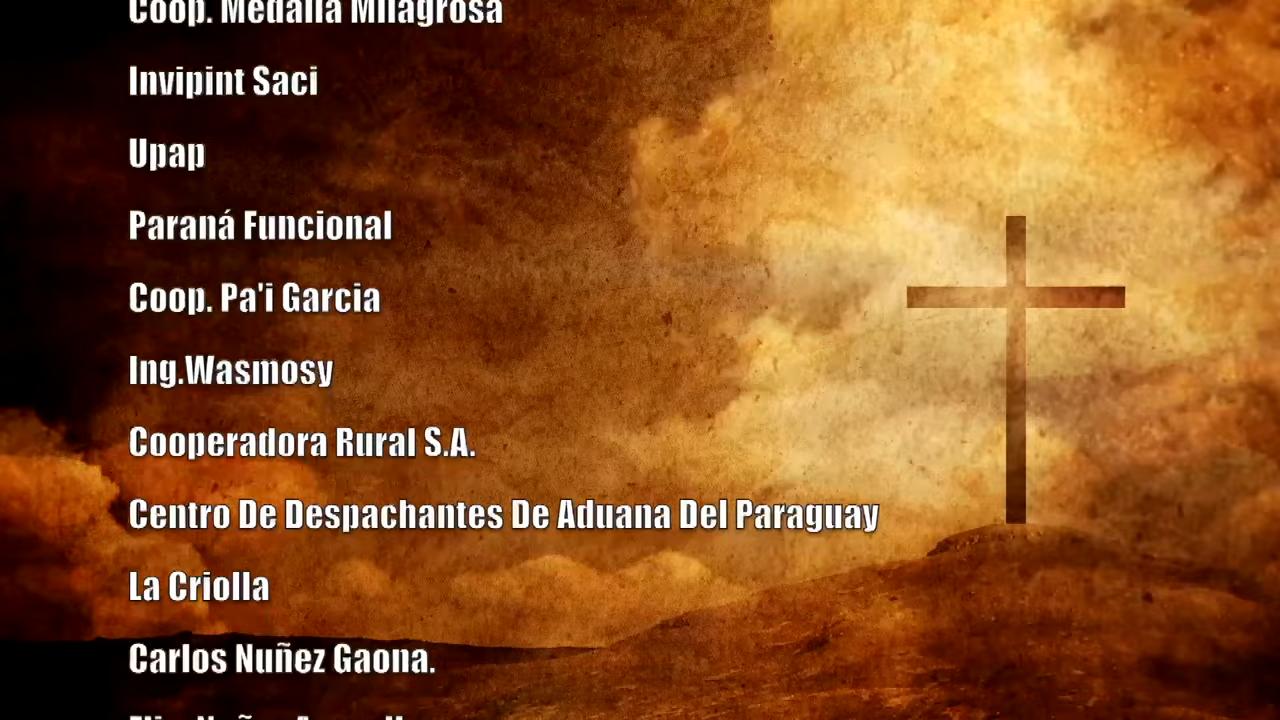 Coop. Medalla Milagrosa
Invipint Saci
Upap
Paraná Funcional
Coop. Pa'i Garcia
Ing.Wasmosy
Cooperadora Rural S.A.
Centro De Despachantes De Aduana Del Paraguay
La Criolla
Carlos Nuñez Gaona.